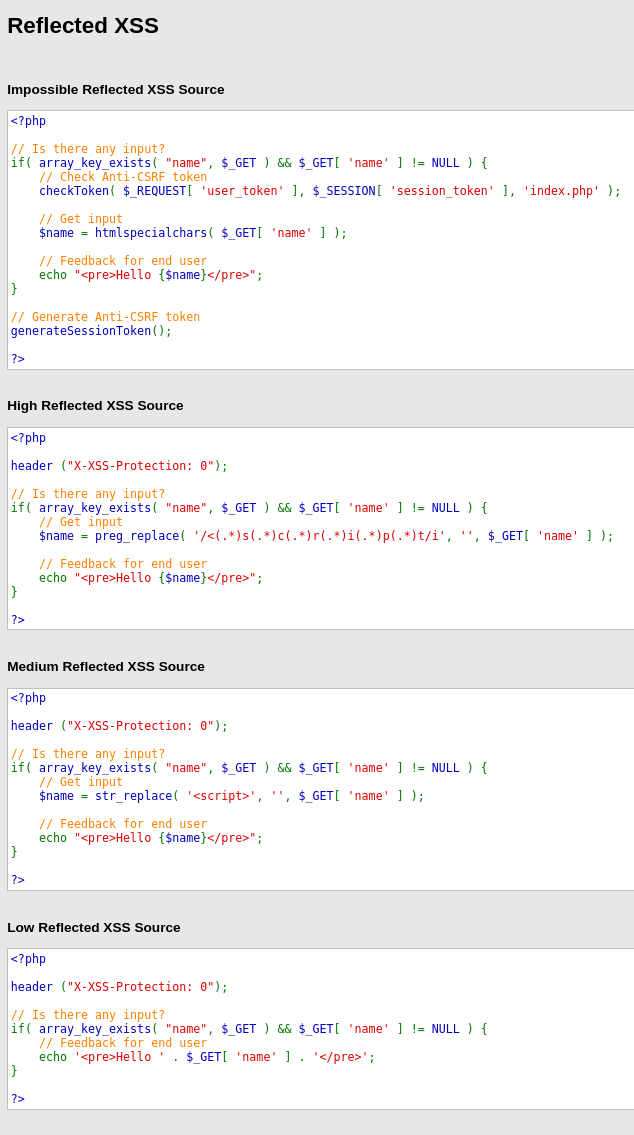 Reflected XSS
Impossible Reflected XSS Source
<?php
// Is there any input?
if( array_key_exists( "name", $_GET ) && $_GET[ 'name' ] != NULL ) {
    // Check Anti-CSRF token
    checkToken( $_REQUEST[ 'user_token' ], $_SESSION[ 'session_token' ], 'index.php' );
    // Get input
    $name = htmlspecialchars( $_GET[ 'name' ] );
    // Feedback for end user
    echo "<pre>Hello {$name}</pre>";
}
// Generate Anti-CSRF token
generateSessionToken();
?>
High Reflected XSS Source
<?php
header ("X-XSS-Protection: 0");
// Is there any input?
if( array_key_exists( "name", $_GET ) && $_GET[ 'name' ] != NULL ) {
    // Get input
    $name = preg_replace( '/<(.*)s(.*)c(.*)r(.*)i(.*)p(.*)t/i', '', $_GET[ 'name' ] );
    // Feedback for end user
    echo "<pre>Hello {$name}</pre>";
}
?>
Medium Reflected XSS Source
<?php
header ("X-XSS-Protection: 0");
// Is there any input?
if( array_key_exists( "name", $_GET ) && $_GET[ 'name' ] != NULL ) {
    // Get input
    $name = str_replace( '<script>', '', $_GET[ 'name' ] );
    // Feedback for end user
    echo "<pre>Hello {$name}</pre>";
}
?>
Low Reflected XSS Source
<?php
header ("X-XSS-Protection: 0");
// Is there any input?
if( array_key_exists( "name", $_GET ) && $_GET[ 'name' ] != NULL ) {
    // Feedback for end user
    echo '<pre>Hello ' . $_GET[ 'name' ] . '</pre>';
}
?>